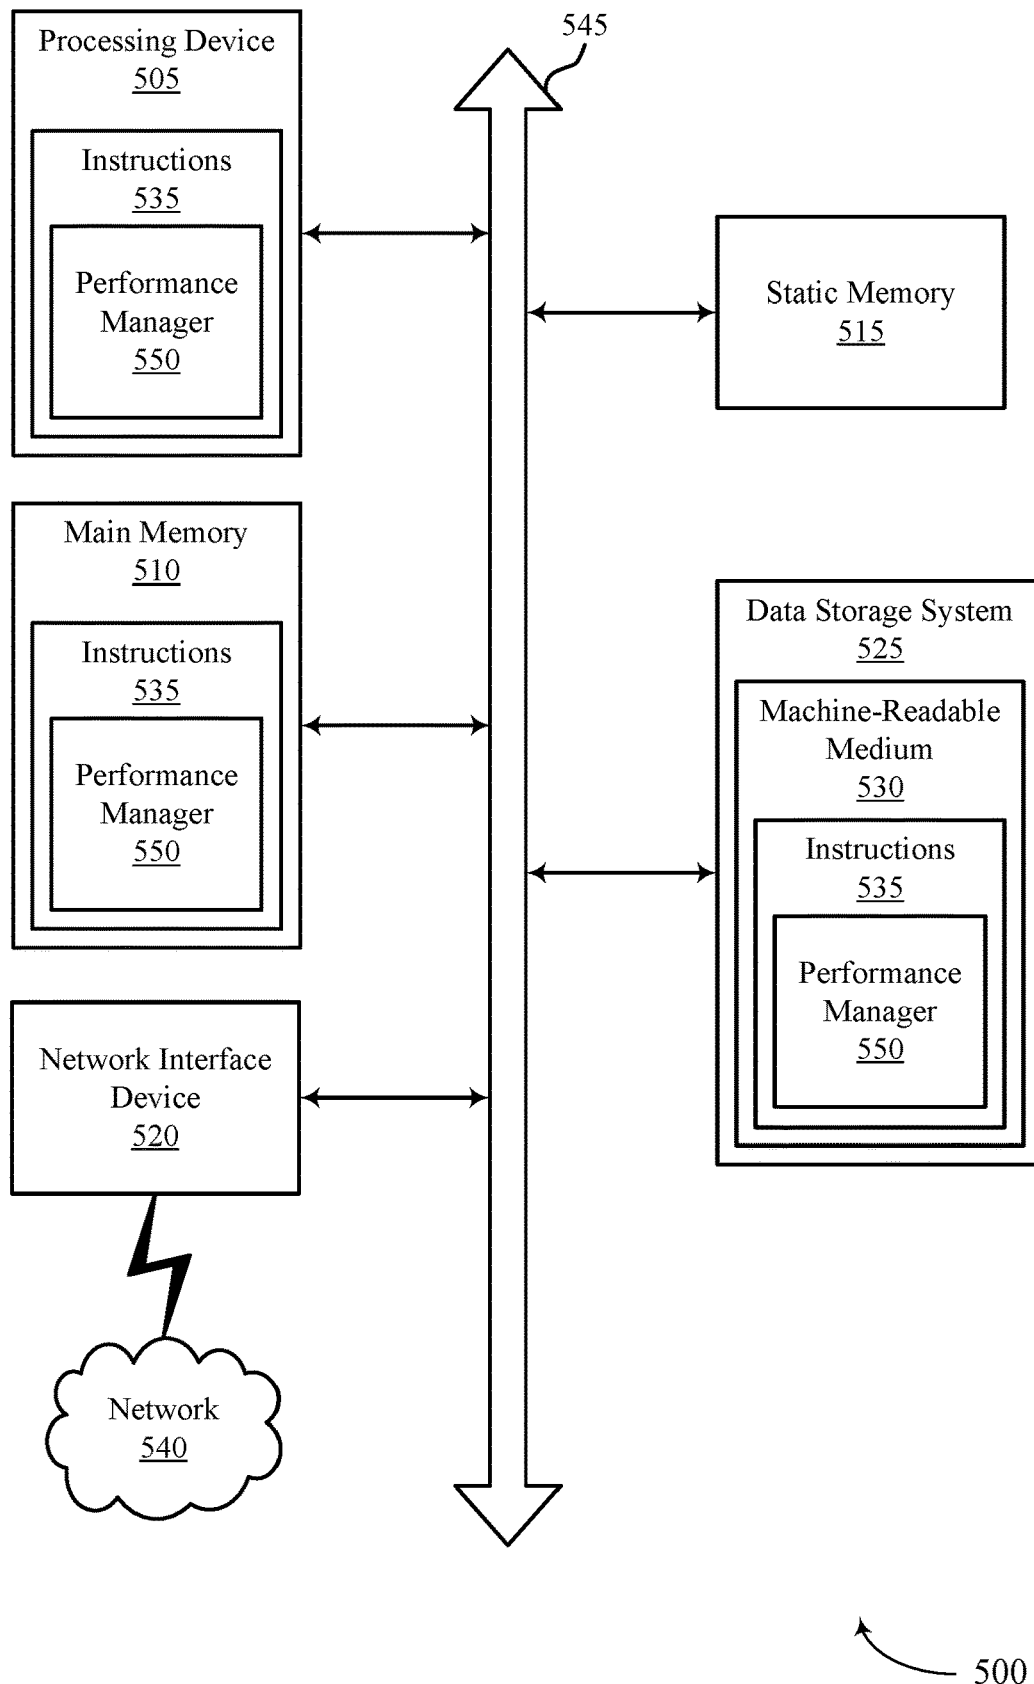 545
Processing Device
505
Instructions
535
Performance
Manager
550
Static Memory
515
Main Memory
510
Instructions
535
Performance
Manager
550
Data Storage System
525
Machine-Readable
Medium
530
Instructions
535
Performance
Manager
550
Network Interface
Device
520
Network
540
500